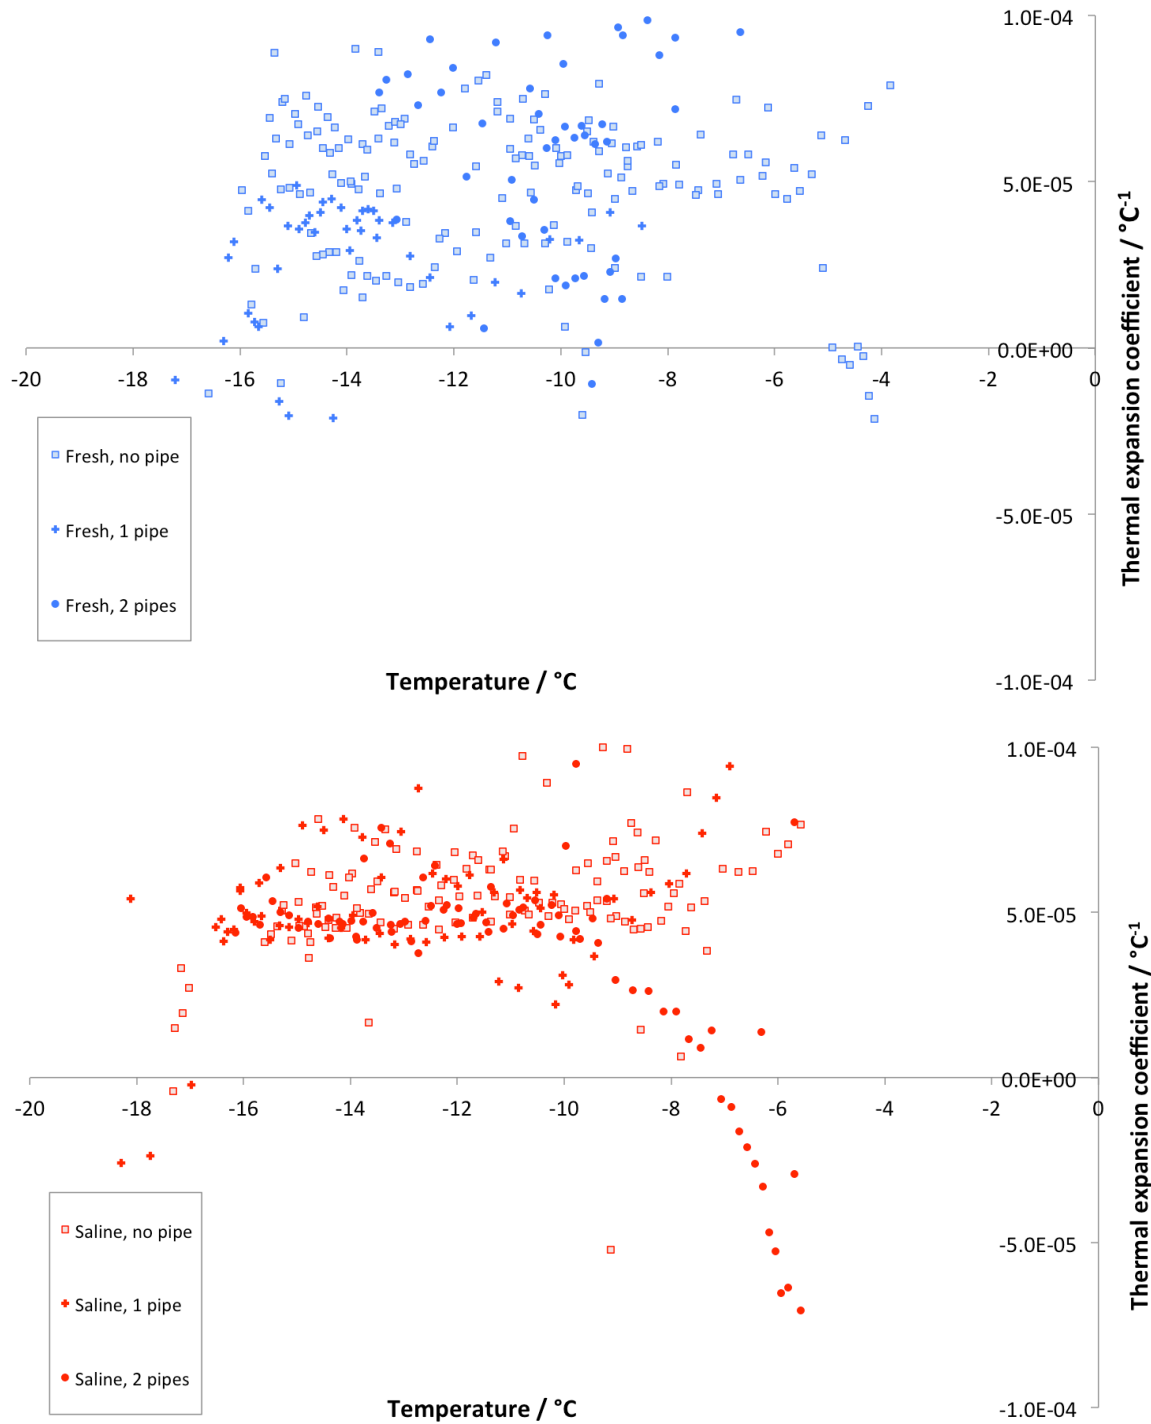 1.0E-04
5.0E-05
0.0E+00
-20 -18 -16 -14 -12 -10 -8 -6 -4 -2 0
Thermal expansion coefficient / °C-1
Fresh, no pipe
Fresh, 1 pipe
-5.0E-05
Fresh, 2 pipes
Temperature / °C
-1.0E-04
1.0E-04
5.0E-05
0.0E+00
-20 -18 -16 -14 -12 -10 -8 -6 -4 -2 0
Thermal expansion coefficient / °C-1
Saline, no pipe
-5.0E-05
Saline, 1 pipe
Saline, 2 pipes
Temperature / °C
-1.0E-04